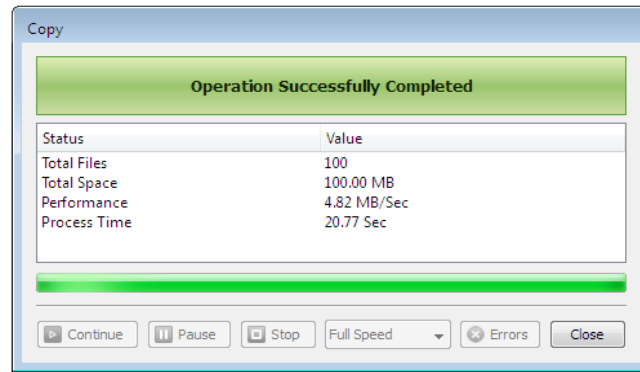 Copy
Operation Successfully Completed
Status Value
Total Files 100
Total Space 100.00 MB
Performance 4.82 MB/Sec
Process Time 20.77 Sec
Continue Pause Stop Full Speed Errors Close